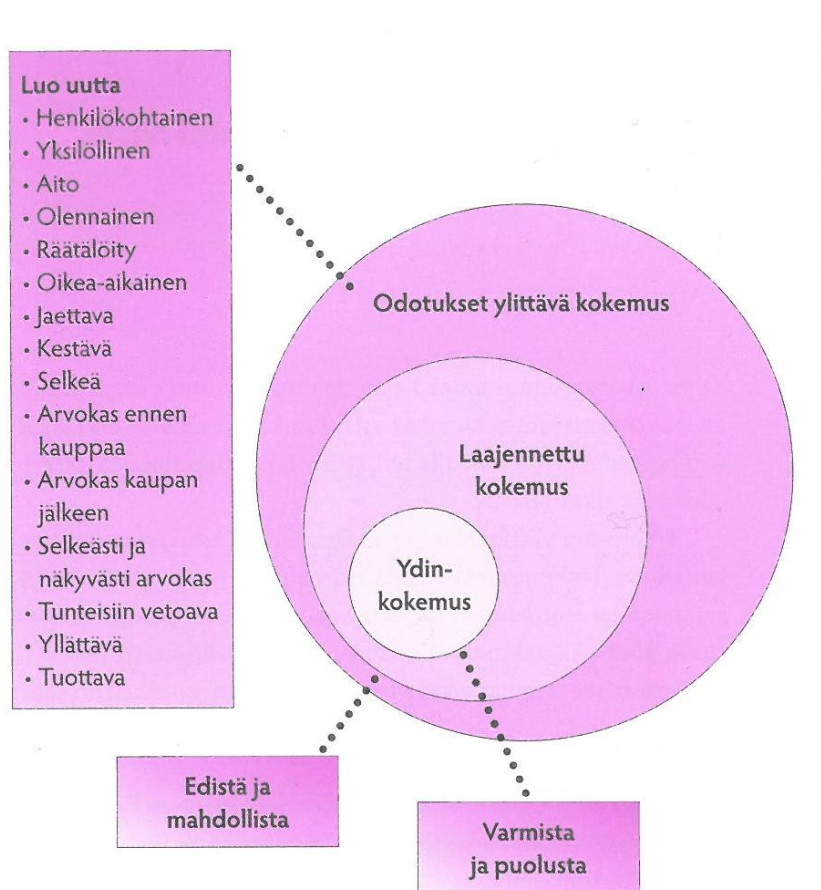 Luo uutta
• Henkilökohtainen
• Yksilöllinen
• Aito
• Olennainen
• Räätälöity
• Oikea-aikainen
• Jaettava
• Kestävä
• Selkeä
• Arvokas ennen
kauppaa
• Arvokas kaupan
jälkeen
• Selkeästi ja
näkyvästi arvokas
• Tunteisiin vetoava
• Yllättävä
• Tuottava
Odotukset ylittävä kokemus
Laajennettu
kokemus
Ydin-
kokemus
Edistä ja
mahdollista
Varmista
ja puolusta